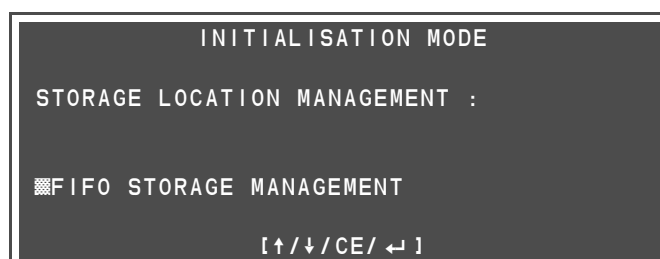 INITIALISATION MODE
STORAGE LOCATION MANAGEMENT :
▒FIFO STORAGE MANAGEMENT
[↑/↓/CE/↵]